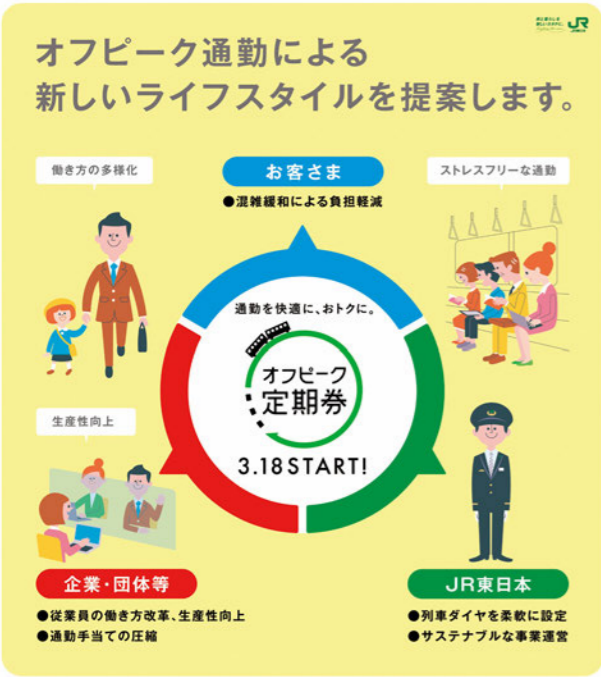 JR
オフピーク通勤による
新しいライフスタイルを提案します。
働き方の多様化
お客さま
ストレスフリーな通勤
●混雑緩和による負担軽減
通勤を快適に、おトクに。
オフピーク
定期券
3.18START!
生産性向上
企業・団体等
●従業員の働き方改革、生産性向上
●通勤手当ての圧縮
JR東日本
●列車ダイヤを柔軟に設定
●サステナブルな事業運営